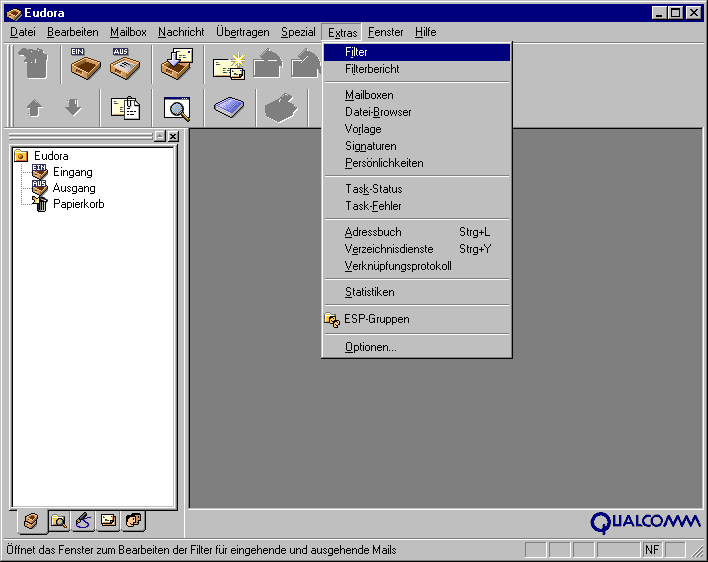 Eudora
Datei Bearbeiten Mailbox Nachricht Übertragen Spezial Extras Fenster Hilfe
EIN AUS
Filter
Filterbericht
Mailboxen
Datei-Browser
Vorlage
Signaturen
Persönlichkeiten
Task-Status
Task-Fehler
Adressbuch Strg+L
Verzeichnisdienste Strg+Y
Verknüpfungsprotokoll
Statistiken
ESP-Gruppen
Optionen...
Eudora
EIN Eingang
AUS Ausgang
Papierkorb
QUALCOMM
Öffnet das Fenster zum Bearbeiten der Filter für eingehende und ausgehende Mails NF